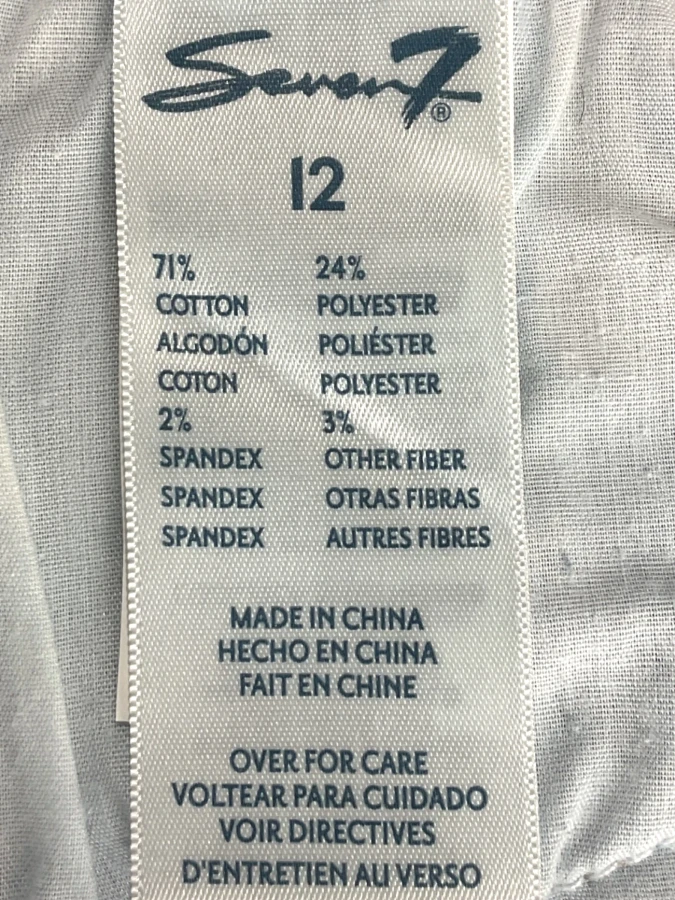 Seven7®
12
71% 24%
COTTON POLYESTER
ALGODÓN POLIÉSTER
COTON POLYESTER
2% 3%
SPANDEX OTHER FIBER
SPANDEX OTRAS FIBRAS
SPANDEX AUTRES FIBRES
MADE IN CHINA
HECHO EN CHINA
FAIT EN CHINE
OVER FOR CARE
VOLTEAR PARA CUIDADO
VOIR DIRECTIVES
D'ENTRETIEN AU VERSO